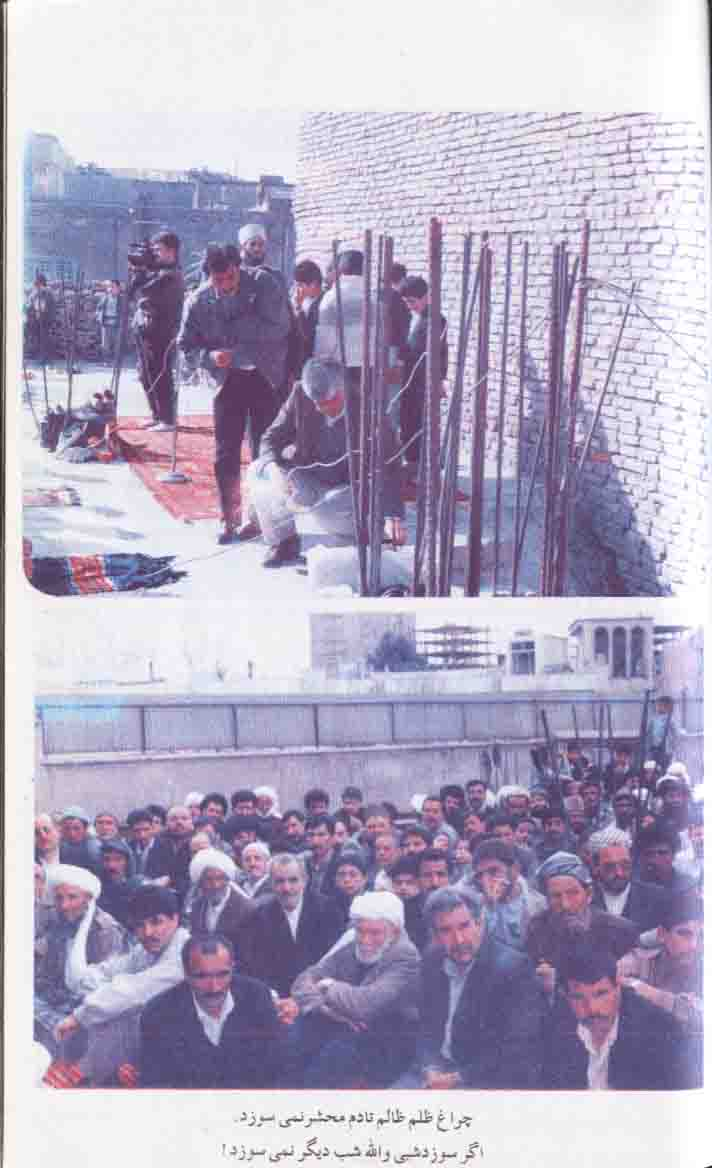 چراغ ظلم ظالم تادم محشرنمی سوزد.
اگر سوزدشبی والله شب دیگر نمی سوزد!